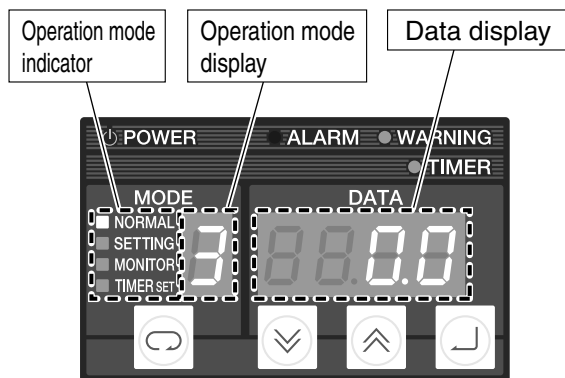 Operation mode
indicator
Operation mode
display
Data display
POWER
ALARM
WARNING
TIMER
MODE
DATA
NORMAL
SETTING
MONITOR
TIMER SET
3
0.0